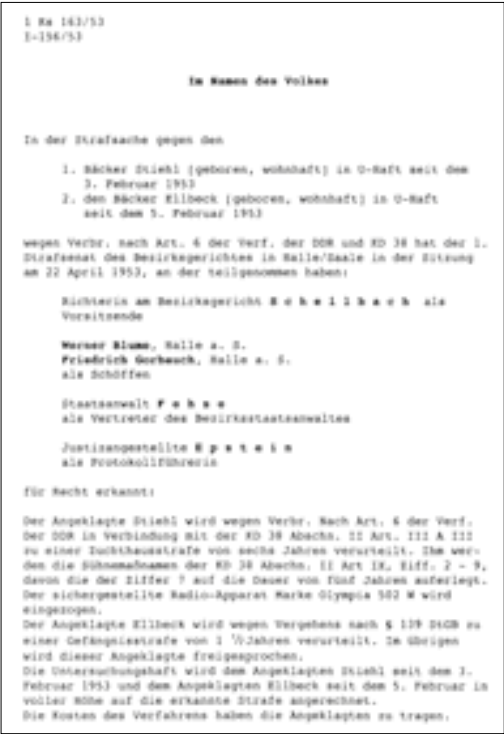 1 Ks 163/53
I-156/53
Im Namen des Volkes
In der Strafsache gegen den
1. Bäcker Stiehl [geboren, wohnhaft] in U-Haft seit dem
3. Februar 1953
2. den Bäcker Ellbeck [geboren, wohnhaft] in U-Haft
seit dem 5. Februar 1953
wegen Verbr. nach Art. 6 der Verf. der DDR und KD 38 hat der 1.
Strafsenat des Bezirksgerichtes in Halle/Saale in der Sitzung
am 22 April 1953, an der teilgenommen haben:
Richterin am Bezirksgericht S c h e l l b a c h als
Vorsitzende
Werner Blume, Halle a. S.
Friedrich Gorbauch, Halle a. S.
als Schöffen
Staatsanwalt F e h s e
als Vertreter des Bezirksstaatsanwaltes
Justizangestellte E p s t e i n
als Protokollführerin
für Recht erkannt:
Der Angeklagte Stiehl wird wegen Verbr. Nach Art. 6 der Verf.
Der DDR in Verbindung mit der KD 38 Abschn. II Art. III A III
zu einer Zuchthausstrafe von sechs Jahren verurteilt. Ihm wer-
den die Sühnemaßnamen der KD 38 Abschn. II Art IX, Ziff. 2 - 9,
davon die der Ziffer 7 auf die Dauer von fünf Jahren auferlegt.
Der sichergestellte Radio-Apparat Marke Olympia 502 W wird
eingezogen.
Der Angeklagte Ellbeck wird wegen Vergehens nach § 139 StGB zu
einer Gefängnisstrafe von 1 ½ Jahren verurteilt. Im übrigen
wird dieser Angeklagte freigesprochen.
Die Untersuchungshaft wird dem Angeklagten Stiehl seit dem 3.
Februar 1953 und dem Angeklagten Ellbeck seit dem 5. Februar in
voller Höhe auf die erkannte Strafe angerechnet.
Die Kosten des Verfahrens haben die Angeklagten zu tragen.